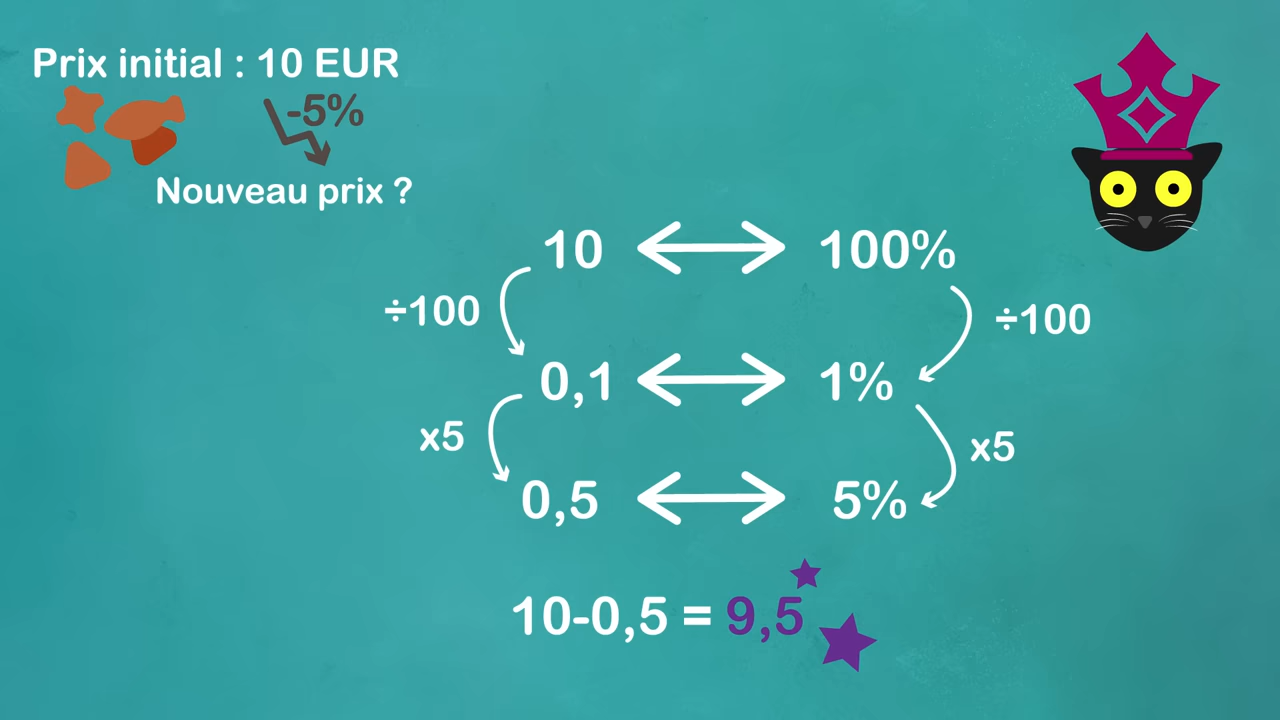 Prix initial : 10 EUR
-5%
Nouveau prix ?
10 100%
÷100 ÷100
0,1 1%
x5 x5
0,5 5%
10-0,5 = 9,5